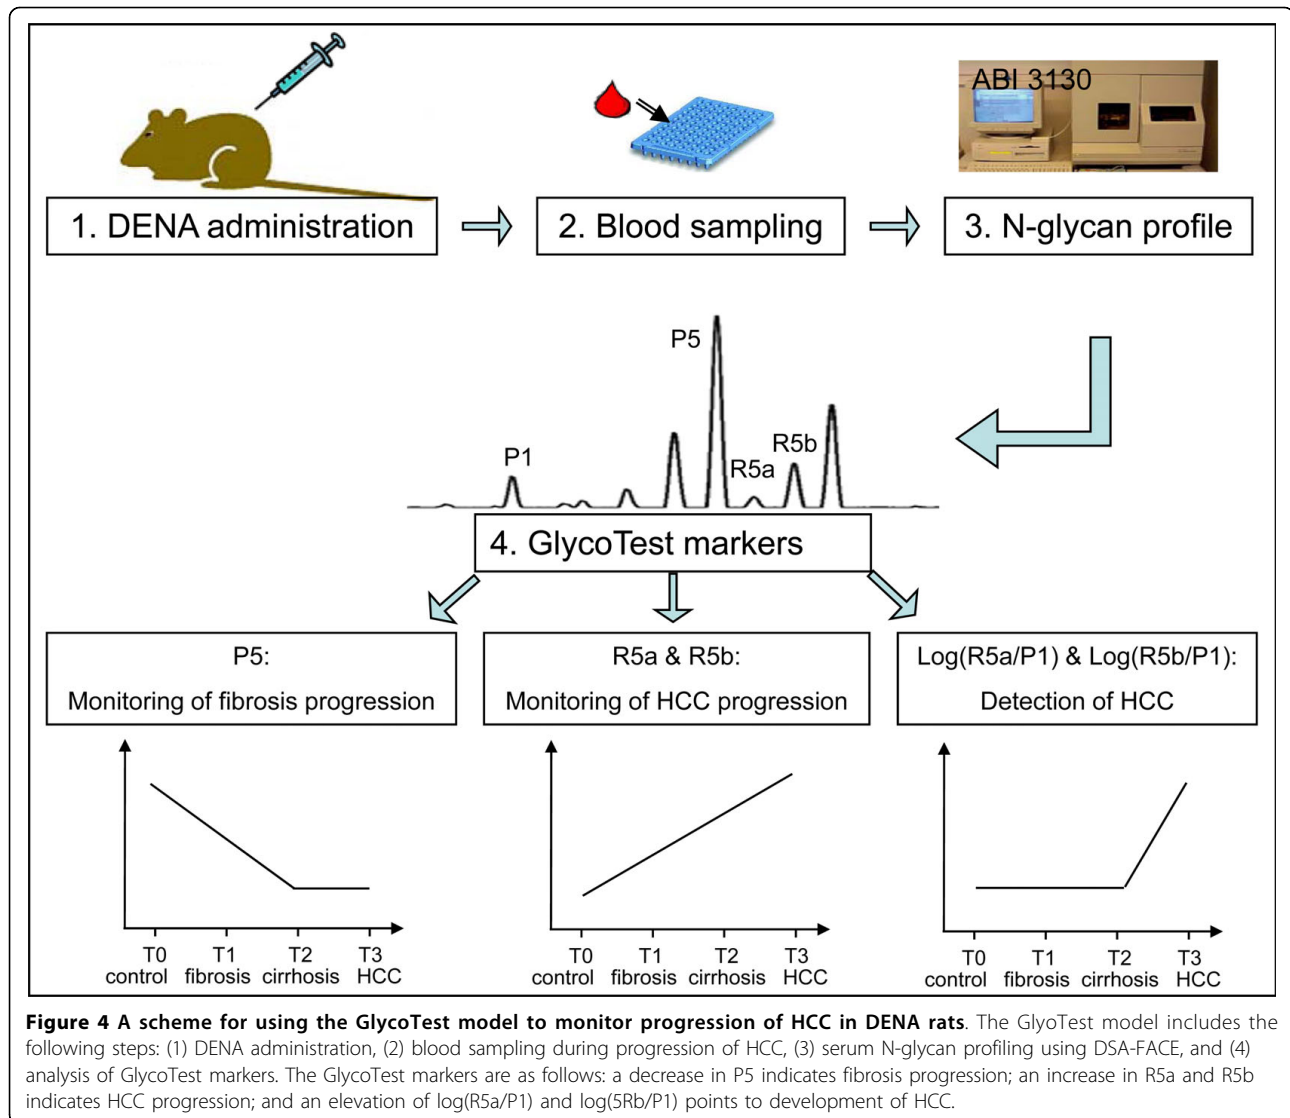 ABI 3130
1. DENA administration
2. Blood sampling
3. N-glycan profile
P5
P1
R5a
R5b
4. GlycoTest markers
P5:
Monitoring of fibrosis progression
R5a & R5b:
Monitoring of HCC progression
Log(R5a/P1) & Log(R5b/P1):
Detection of HCC
T0 T1 T2 T3
control fibrosis cirrhosis HCC
T0 T1 T2 T3
control fibrosis cirrhosis HCC
T0 T1 T2 T3
control fibrosis cirrhosis HCC
Figure 4 A scheme for using the GlycoTest model to monitor progression of HCC in DENA rats. The GlyoTest model includes the
following steps: (1) DENA administration, (2) blood sampling during progression of HCC, (3) serum N-glycan profiling using DSA-FACE, and (4)
analysis of GlycoTest markers. The GlycoTest markers are as follows: a decrease in P5 indicates fibrosis progression; an increase in R5a and R5b
indicates HCC progression; and an elevation of log(R5a/P1) and log(5Rb/P1) points to development of HCC.